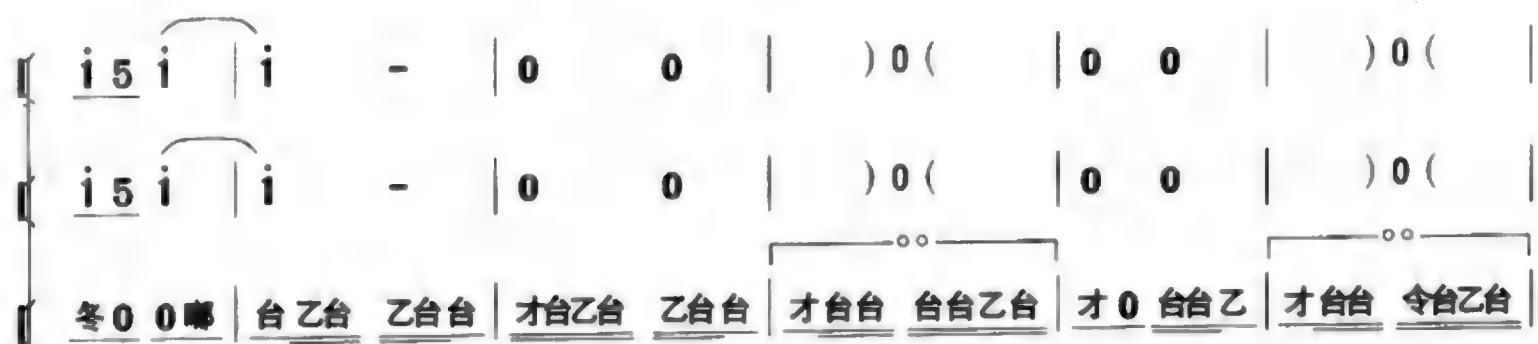 i 5 i | i - | 0 0 | ) 0 ( | 0 0 | ) 0 (
i 5 i | i - | 0 0 | ) 0 ( | 0 0 | ) 0 (
冬 0 0 嘟 | 台 乙台 乙台 台 | 才台乙台 乙台 台 | 才 台台 台台乙台 | 才 0 台台 乙 | 才 台台 令台乙台 |